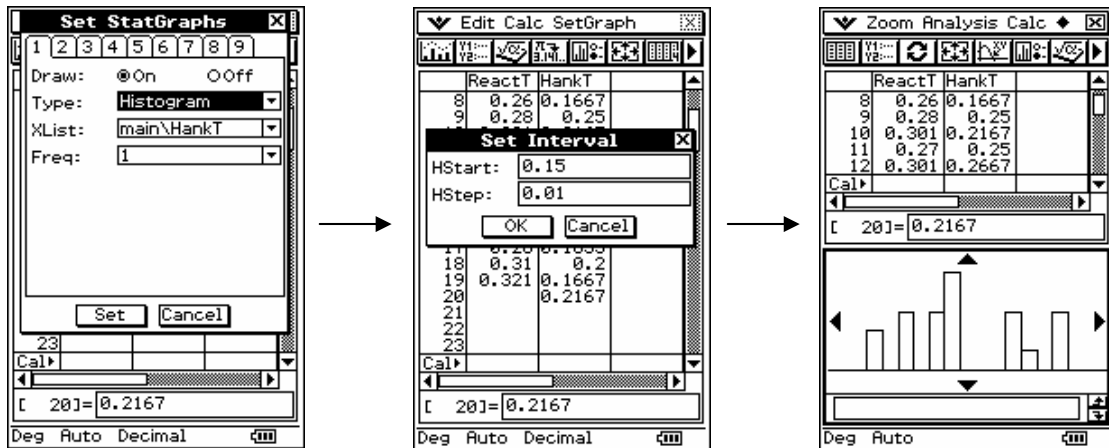 Set StatGraphs
1 2 3 4 5 6 7 8 9
Draw: On Off
Type: Histogram
XList: main\HankT
Freq: 1
Set Cancel
23
Cal
[ 20]= 0.2167
Deg Auto Decimal
Edit Calc SetGraph
ReactT HankT
8 0.26 0.1667
9 0.28 0.25
Set Interval
HStart: 0.15
HStep: 0.01
OK Cancel
18 0.31 0.2
19 0.321 0.1667
20 0.2167
21
22
23
Cal
[ 20]= 0.2167
Deg Auto Decimal
Zoom Analysis Calc
ReactT HankT
8 0.26 0.1667
9 0.28 0.25
10 0.301 0.2167
11 0.27 0.25
12 0.301 0.2667
Cal
[ 20]= 0.2167
Deg Auto